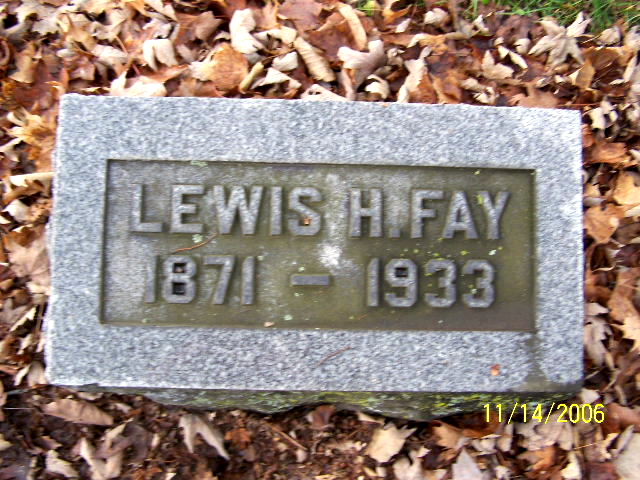 LEWIS H. FAY
1871 – 1933
11/14/2006